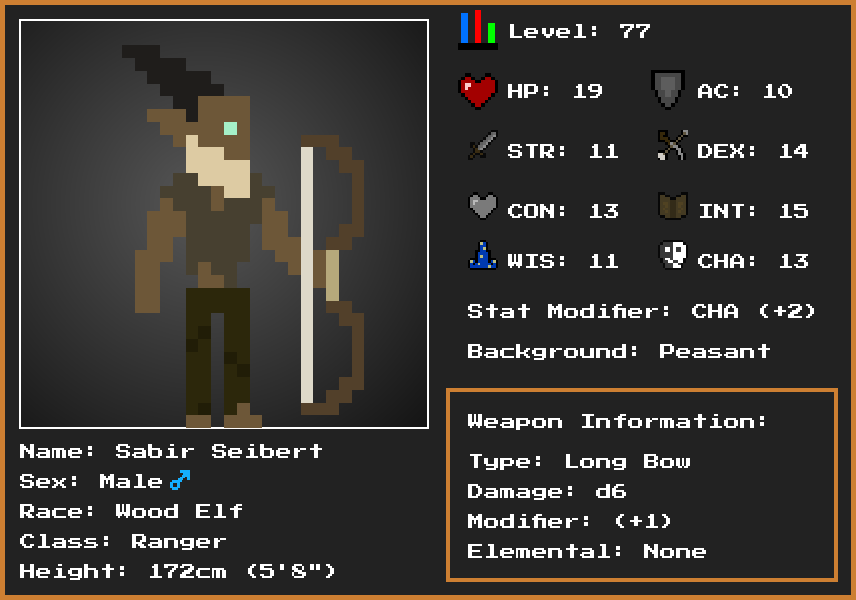 Level: 77
HP: 19 AC: 10
STR: 11 DEX: 14
CON: 13 INT: 15
WIS: 11 CHA: 13
Stat Modifier: CHA (+2)
Background: Peasant
Weapon Information:
Type: Long Bow
Damage: d6
Modifier: (+1)
Elemental: None
Name: Sabir Seibert
Sex: Male ♂
Race: Wood Elf
Class: Ranger
Height: 172cm (5'8")